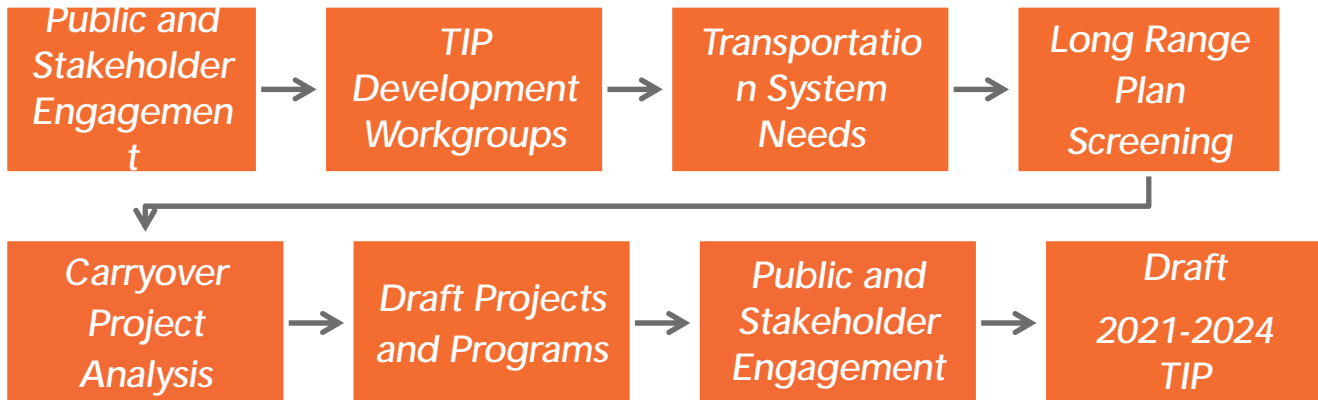 Public and
Stakeholder
Engagemen
t
TIP
Development
Workgroups
Transportatio
n System
Needs
Long Range
Plan
Screening
Carryover
Project
Analysis
Draft Projects
and Programs
Public and
Stakeholder
Engagement
Draft
2021-2024
TIP